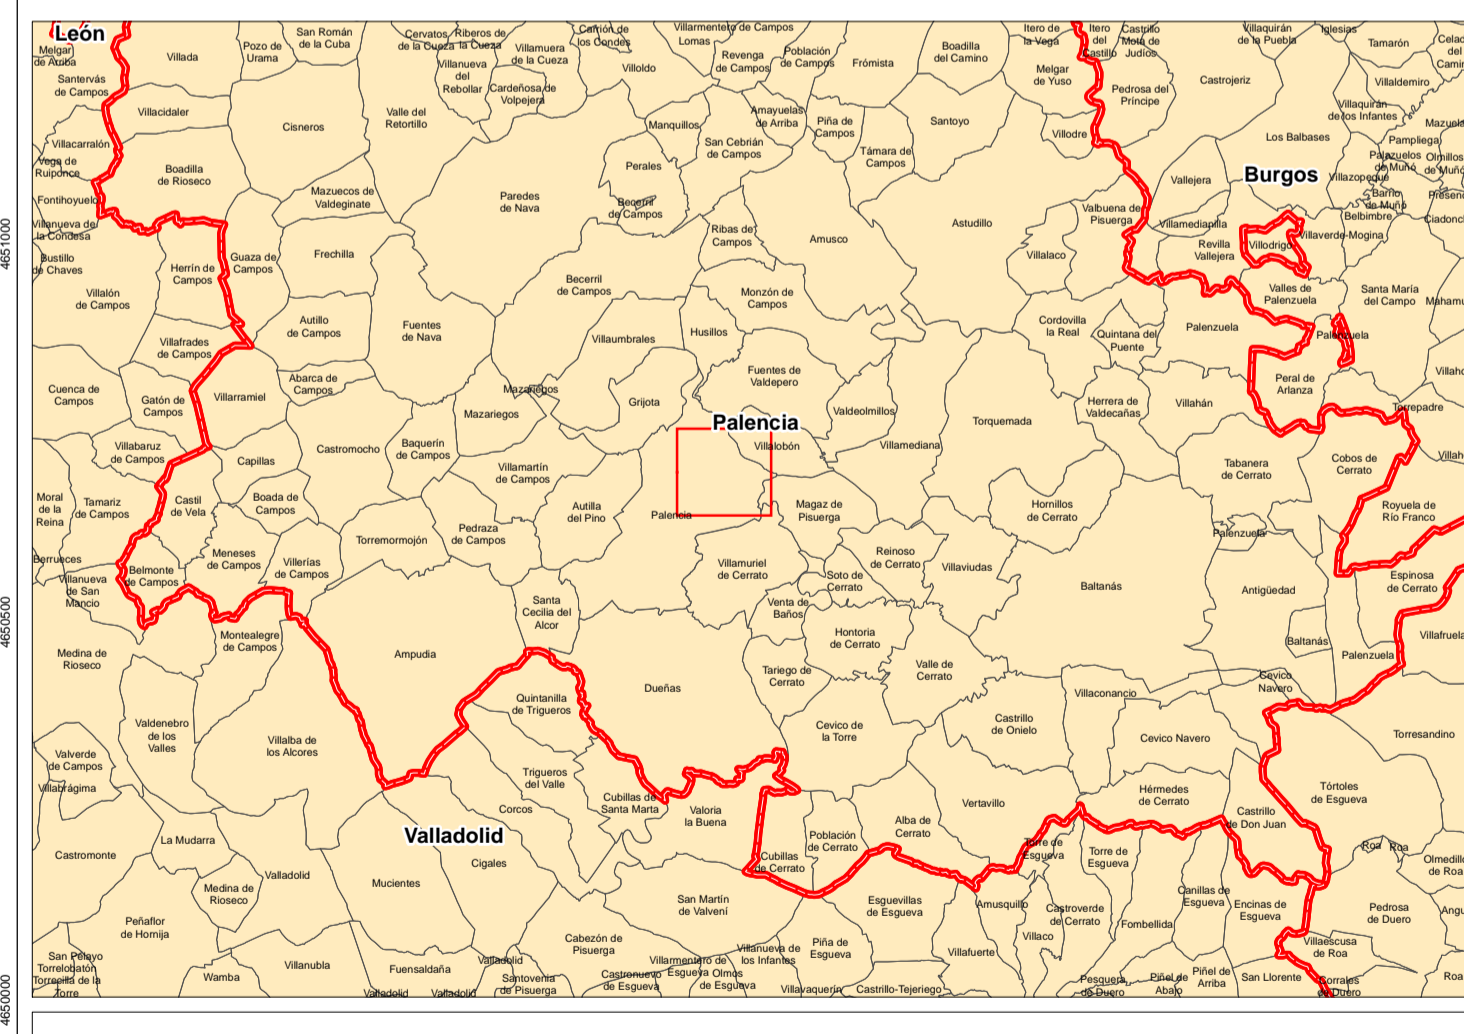 León
Melgar
de Arriba
Villada
Pozo de
Urama
San Román
de la Cuba
Cervatos
de la Cueza
Riberos de
la Cueza
Villamuera
de la Cueza
Carrión de
los Condes
Villarmentero de Campos
Lomas
Revenga
de Campos
Población
de Campos
Frómista
Boadilla
del Camino
Itero de
la Vega
Itero
del
Castillo
Castrillo
Mota de
Judíos
Villaquirán
de la Puebla
Iglesias
Tamarón
Santervás
de Campos
Villanueva
del
Rebollar
Cardeñosa de
Volpejera
Villoldo
Melgar
de Yuso
Pedrosa del
Príncipe
Castrojeriz
Villaldemiro
Villaquirán
de los Infantes
Villacidaler
Cisneros
Valle del
Retortillo
Manquillos
Amayuelas
de Arriba
San Cebrián
de Campos
Piña de
Campos
Santoyo
Villodre
Los Balbases
Pampliega
Villacarralón
Vega de
Ruiponce
Boadilla
de Rioseco
Perales
Támara de
Campos
Vallejera
Burgos
Palazuelos
de Muñó
Villazopeque
Fontihoyuelo
Mazuecos de
Valdeginate
Paredes
de Nava
Becerril
de Campos
Barrio
de Muñó
Belbimbre
Villanueva de
la Condesa
Ribas de
Campos
Amusco
Astudillo
Valbuena de
Pisuerga
Villamedianilla
Villaverde-Mogina
Bustillo
de Chaves
Herrín de
Campos
Guaza de
Campos
Frechilla
Villalaco
Revilla
Vallejera
Villodrigo
Villalón
de Campos
Becerril
de Campos
Monzón de
Campos
Valles de
Palenzuela
Santa María
del Campo
Villafrades
de Campos
Autillo
de Campos
Fuentes
de Nava
Villaumbrales
Husillos
Cordovilla
la Real
Quintana del
Puente
Palenzuela
Palenzuela
Cuenca de
Campos
Gatón de
Campos
Villarramiel
Abarca de
Campos
Mazariegos
Mazariegos
Grijota
Fuentes de
Valdepero
Valdeolmillos
Herrera de
Valdecañas
Villahán
Peral de
Arlanza
Torrepadre
Palencia
Villalobón
Villamediana
Torquemada
Villabaruz
de Campos
Capillas
Castromocho
Baquerín
de Campos
Villamartín
de Campos
Tabanera
de Cerrato
Cobos de
Cerrato
Moral
de la
Reina
Tamariz
de Campos
Castil
de Vela
Boada de
Campos
Autilla
del Pino
Palencia
Magaz de
Pisuerga
Hornillos
de Cerrato
Royuela de
Río Franco
Torremormojón
Pedraza
de Campos
Palenzuela
Berrueces
Villanueva
de San
Mancio
Belmonte
de Campos
Meneses
de Campos
Villerías
de Campos
Villamuriel
de Cerrato
Reinoso
de Cerrato
Soto de
Cerrato
Villaviudas
Baltanás
Antigüedad
Espinosa
de Cerrato
Santa
Cecilia del
Alcor
Venta de
Baños
Hontoria
de Cerrato
Baltanás
Palenzuela
Villafruela
Medina de
Rioseco
Montealegre
de Campos
Ampudia
Dueñas
Tariego de
Cerrato
Valle de
Cerrato
Villaconancio
Cevico
Navero
Quintanilla
de Trigueros
Valdenebro
de los
Valles
Villalba de
los Alcores
Cevico de
la Torre
Castrillo
de Onielo
Cevico Navero
Torresandino
Valverde
de Campos
Villabrágima
Trigueros
del Valle
Corcos
Cubillas de
Santa Marta
Valoria
la Buena
Vertavillo
Hérmedes
de Cerrato
Tórtoles
de Esgueva
Valladolid
La Mudarra
Castromonte
Cigales
Población
de Cerrato
Cubillas
de Cerrato
Alba de
Cerrato
Torre de
Esgueva
Torre de
Esgueva
Castrillo
de Don Juan
Roa
Roa
Valladolid
Medina de
Rioseco
Mucientes
San Martín
de Valvení
Esguevillas
de Esgueva
Amusquillo
Castroverde
de Cerrato
Canillas de
Esgueva
Encinas de
Esgueva
Pedrosa
de Duero
Peñaflor
de Hornija
Cabezón de
Pisuerga
Piña de
Esgueva
Villaco
Fombellida
Villaescusa
de Roa
San Pelayo
Torrelobatón
Torrecilla de la
Torre
Wamba
Villanubla
Fuensaldaña
Valladolid
Santovenia
de Pisuerga
Castronuevo
de Esgueva
Villarmentero de
Esgueva
Olmos
de Esgueva
Villanueva de
los Infantes
Villavaquerín
Castrillo-Tejeriego
Villafuerte
Pesquera
de Duero
Piñel de
Abajo
Piñel de
Arriba
San Llorente
Corrales
de Duero
Valladolid
Valladolid
4651000
4650500
4650000